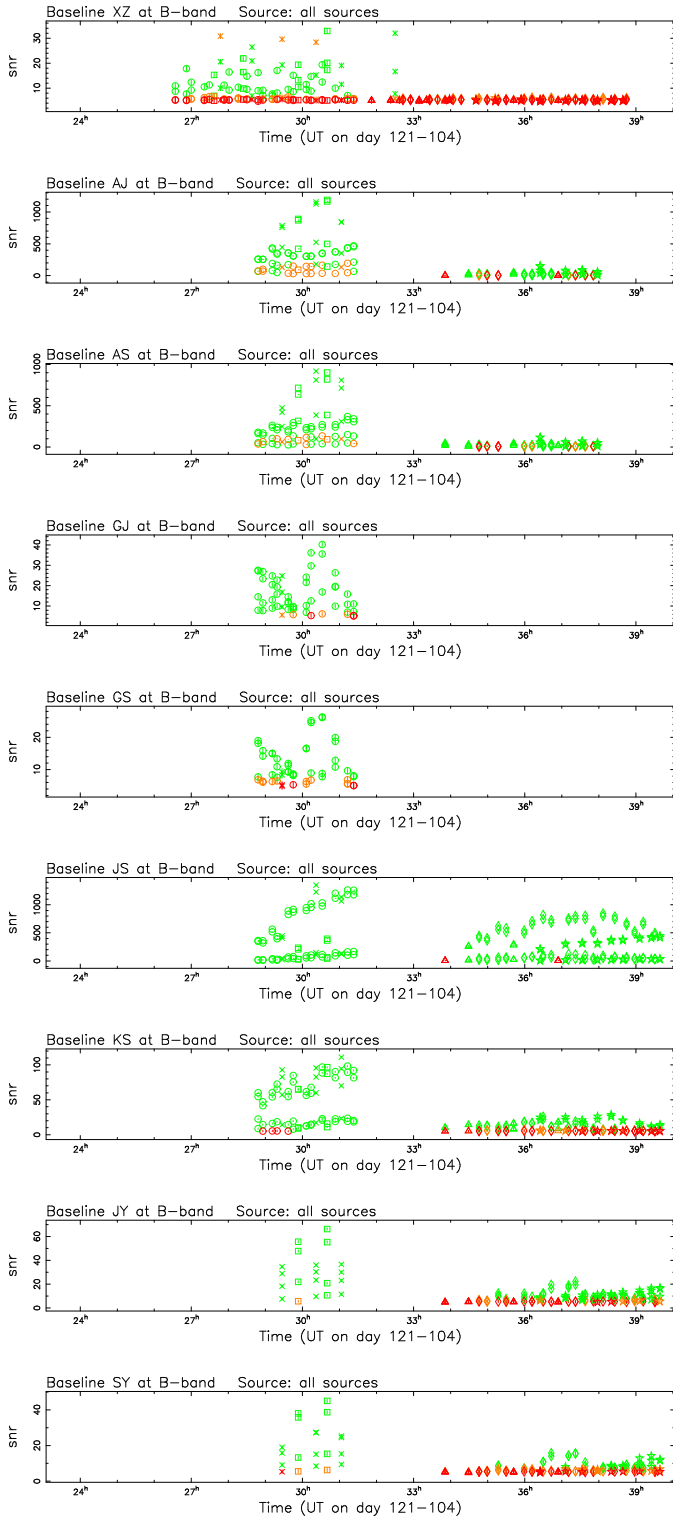 Baseline XZ at B-band Source: all sources
snr
30
20
10
24h 27h 30h 33h 36h 39h
Time (UT on day 121-104)
Baseline AJ at B-band Source: all sources
snr
1000
500
0
24h 27h 30h 33h 36h 39h
Time (UT on day 121-104)
Baseline AS at B-band Source: all sources
snr
1000
500
0
24h 27h 30h 33h 36h 39h
Time (UT on day 121-104)
Baseline GJ at B-band Source: all sources
snr
40
30
20
10
24h 27h 30h 33h 36h 39h
Time (UT on day 121-104)
Baseline GS at B-band Source: all sources
snr
20
10
24h 27h 30h 33h 36h 39h
Time (UT on day 121-104)
Baseline JS at B-band Source: all sources
snr
1000
500
0
24h 27h 30h 33h 36h 39h
Time (UT on day 121-104)
Baseline KS at B-band Source: all sources
snr
100
50
0
24h 27h 30h 33h 36h 39h
Time (UT on day 121-104)
Baseline JY at B-band Source: all sources
snr
60
40
20
0
24h 27h 30h 33h 36h 39h
Time (UT on day 121-104)
Baseline SY at B-band Source: all sources
snr
40
20
0
24h 27h 30h 33h 36h 39h
Time (UT on day 121-104)